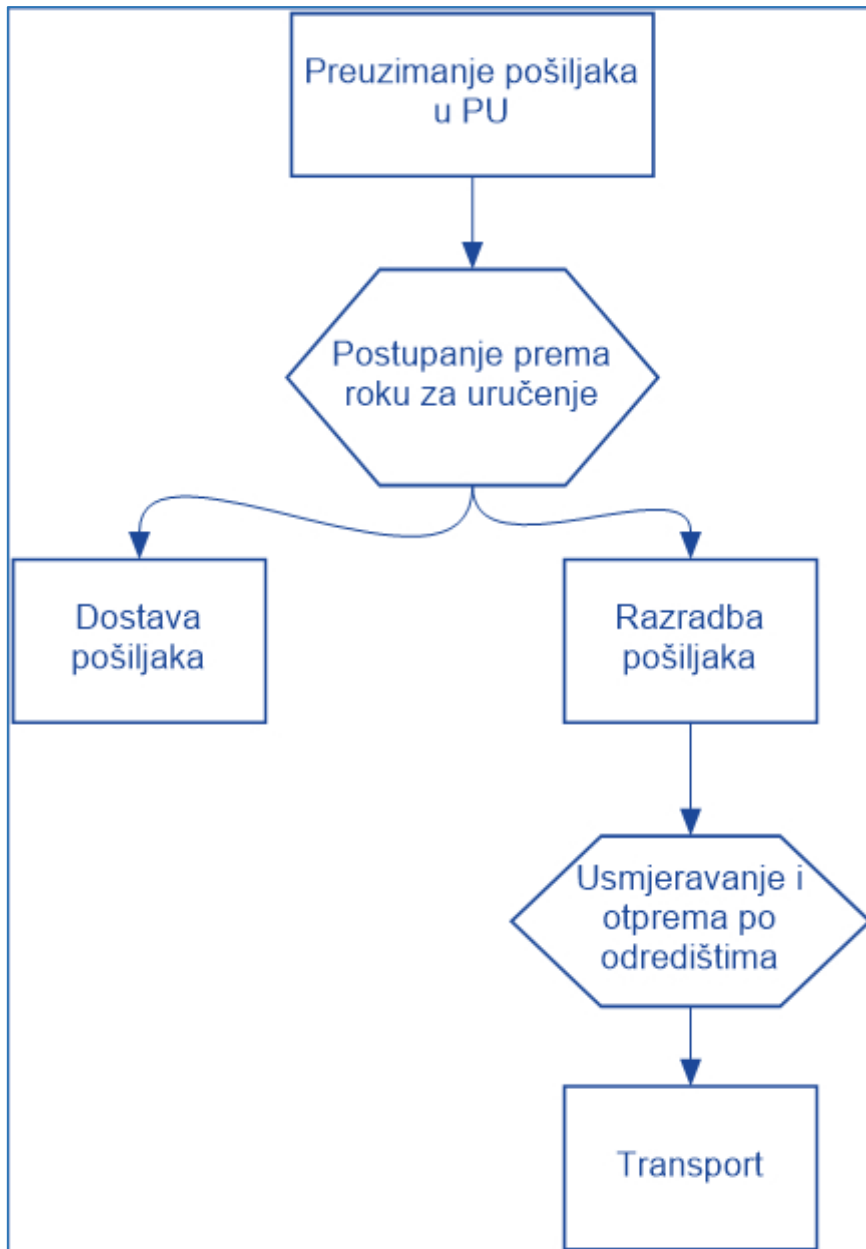 Preuzimanje pošiljaka
u PU
Postupanje prema
roku za uručenje
Dostava
pošiljaka
Razradba
pošiljaka
Usmjeravanje i
otprema po
odredištima
Transport